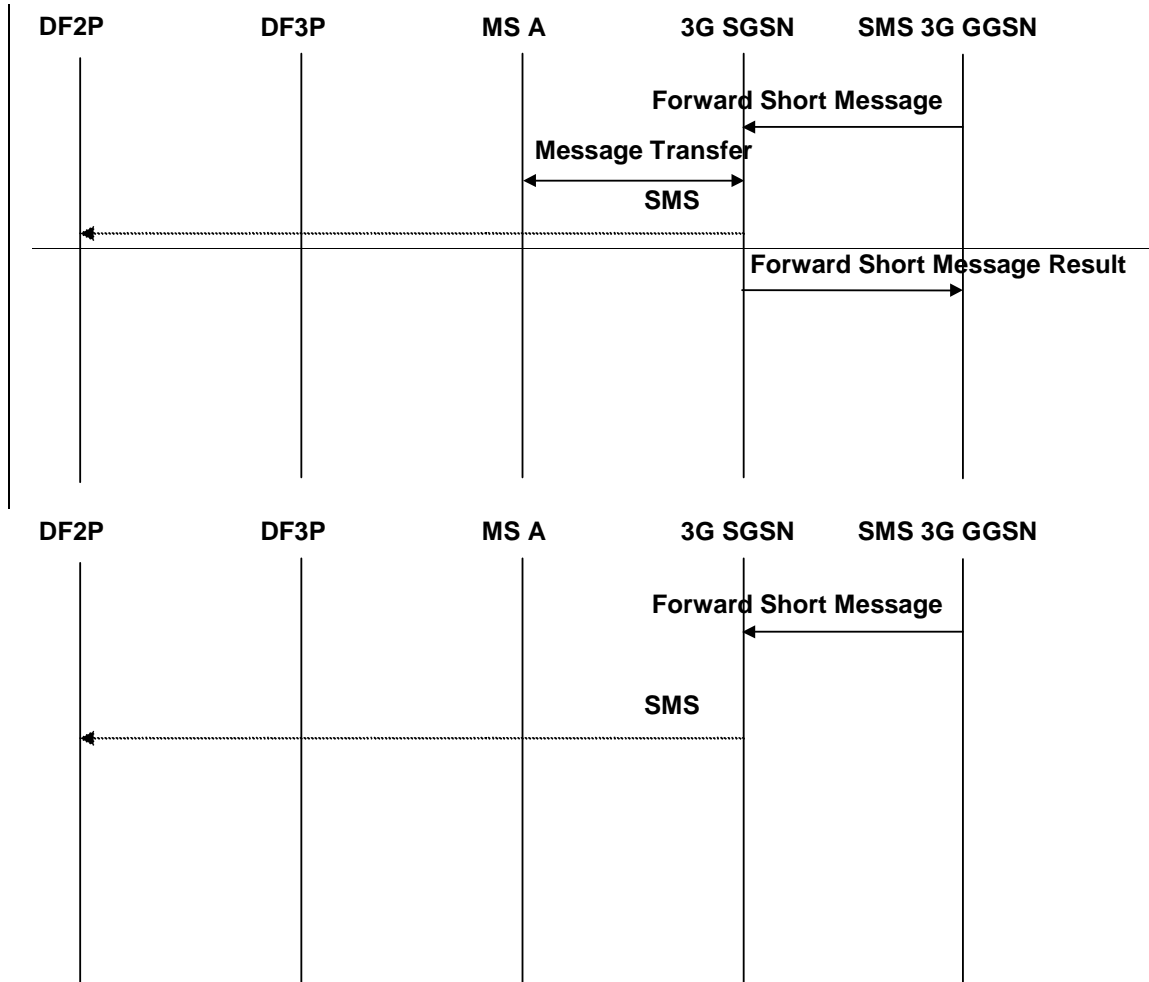 DF2P DF3P MS A 3G SGSN SMS 3G GGSN
Forward Short Message
Message Transfer
SMS
Forward Short Message Result
DF2P DF3P MS A 3G SGSN SMS 3G GGSN
Forward Short Message
SMS